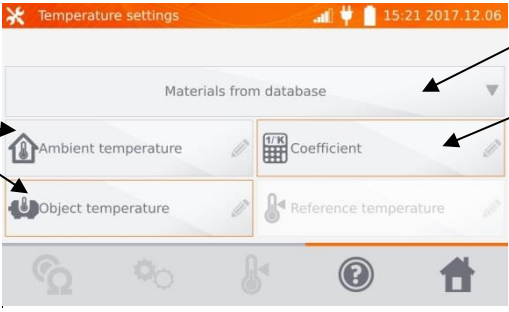 Temperature settings 15:21 2017.12.06
Materials from database
Ambient temperature 1/°K Coefficient
Object temperature Reference temperature
?